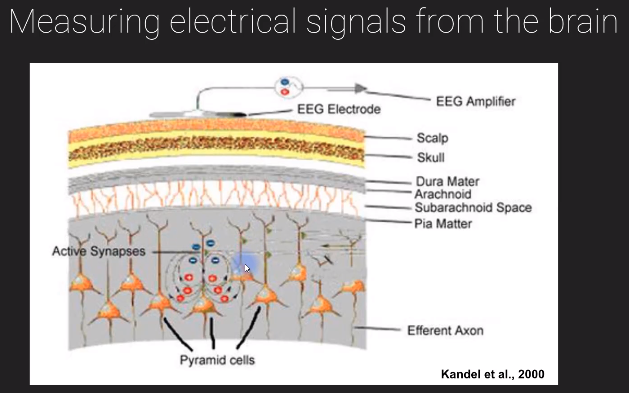 Measuring electrical signals from the brain
EEG Amplifier
EEG Electrode
Scalp
Skull
Dura Mater
Arachnoid
Subarachnoid Space
Pia Matter
Active Synapses
Efferent Axon
Pyramid cells
Kandel et al., 2000